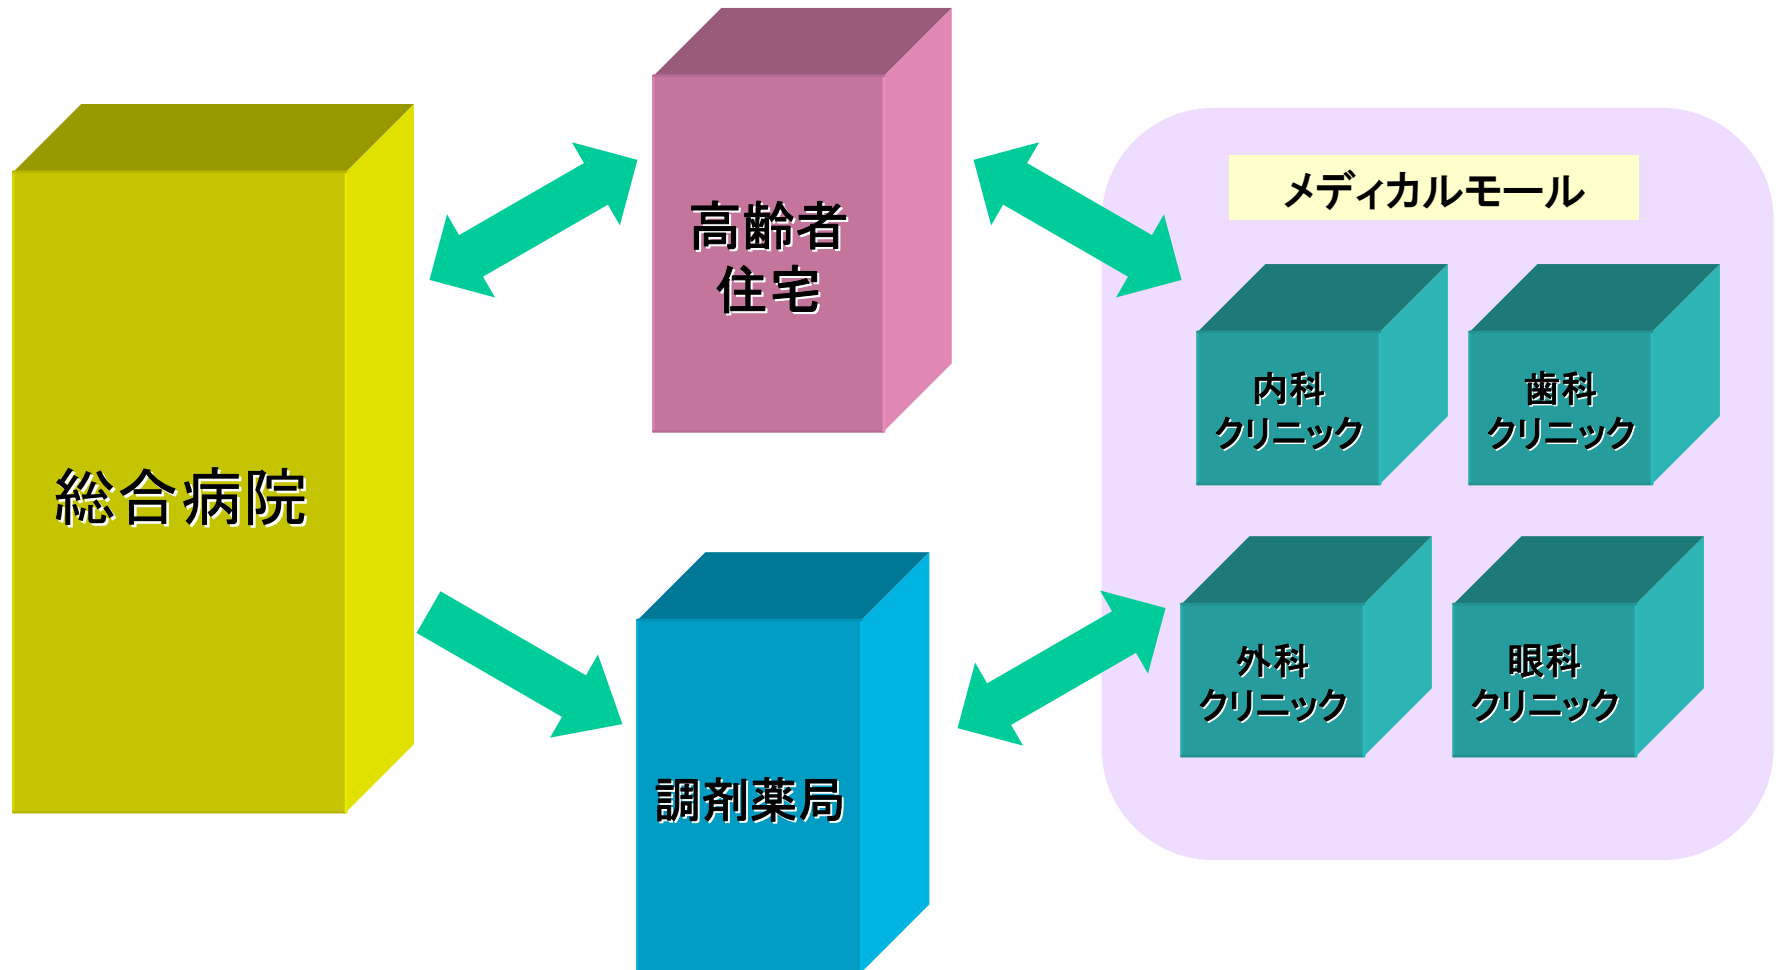 総合病院
高齢者
住宅
調剤薬局
メディカルモール
内科
クリニック
歯科
クリニック
外科
クリニック
眼科
クリニック